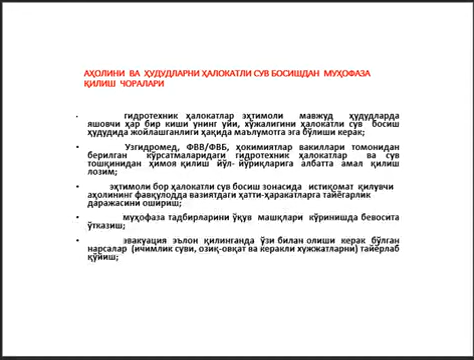 АҲОЛИНИ ВА ҲУДУДЛАРНИ ҲАЛОКАТЛИ СУВ БОСИШДАН МУҲОФАЗА
ҚИЛИШ ЧОРАЛАРИ
• гидротехник ҳалокатлар эҳтимоли мавжуд ҳудудларда
яшовчи ҳар бир киши унинг уйи, хўжалигини ҳалокатли сув босиш
ҳудудида жойлашганлиги ҳақида маълумотга эга бўлиши керак;
• Узгидромед, ФВВ/ФВБ, ҳокимиятлар вакиллари томонидан
берилган кўрсатмаларидаги гидротехник ҳалокатлар ва сув
тошқинидан ҳимоя қилиш йўл- йўриқларига албатта амал қилиш
лозим;
• эҳтимоли бор ҳалокатли сув босиш зонасида истиқомат қилувчи
аҳолининг фавқулодда вазиятдаги ҳатти-ҳаракатларга тайёргарлик
даражасини ошириш;
• муҳофаза тадбирларини ўқув машқлари кўринишда бевосита
ўтказиш;
• эвакуация эълон қилинганда ўзи билан олиши керак бўлган
нарсалар (ичимлик суви, озиқ-овқат ва керакли хужжатларни) тайёрлаб
қўйиш;